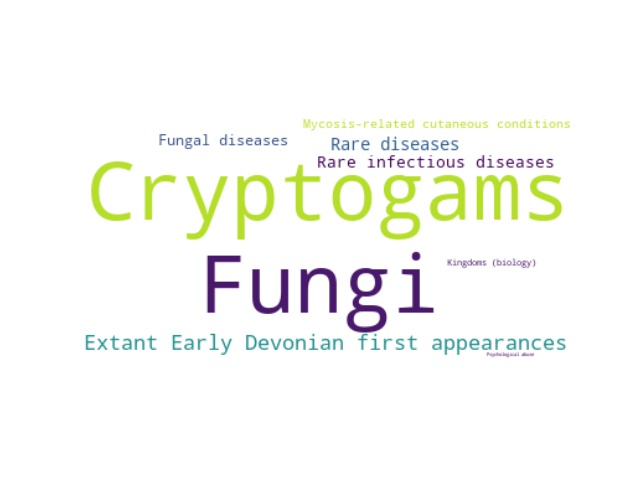 Mycosis-related cutaneous conditions
Fungal diseases
Rare diseases
Rare infectious diseases
Cryptogams
Fungi
Kingdoms (biology)
Extant Early Devonian first appearances
Psychological abuse